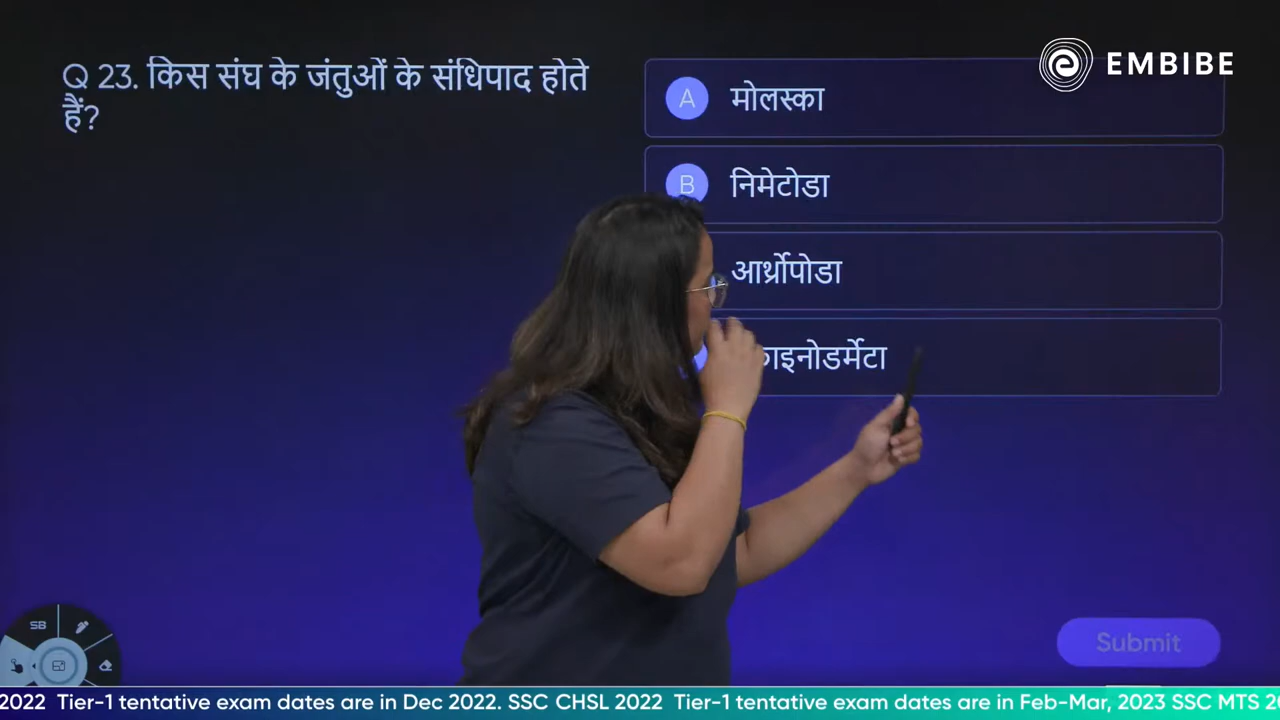 Q 23. किस संघ के जंतुओं के संधिपाद होते
हैं?
EMBIBE
A मोलस्का
B निमेटोडा
आर्थ्रोपोडा
SB
Submit
2022 Tier-1 tentative exam dates are in Dec 2022. SSC CHSL 2022 Tier-1 tentative exam dates are in Feb-Mar, 2023 SSC MTS